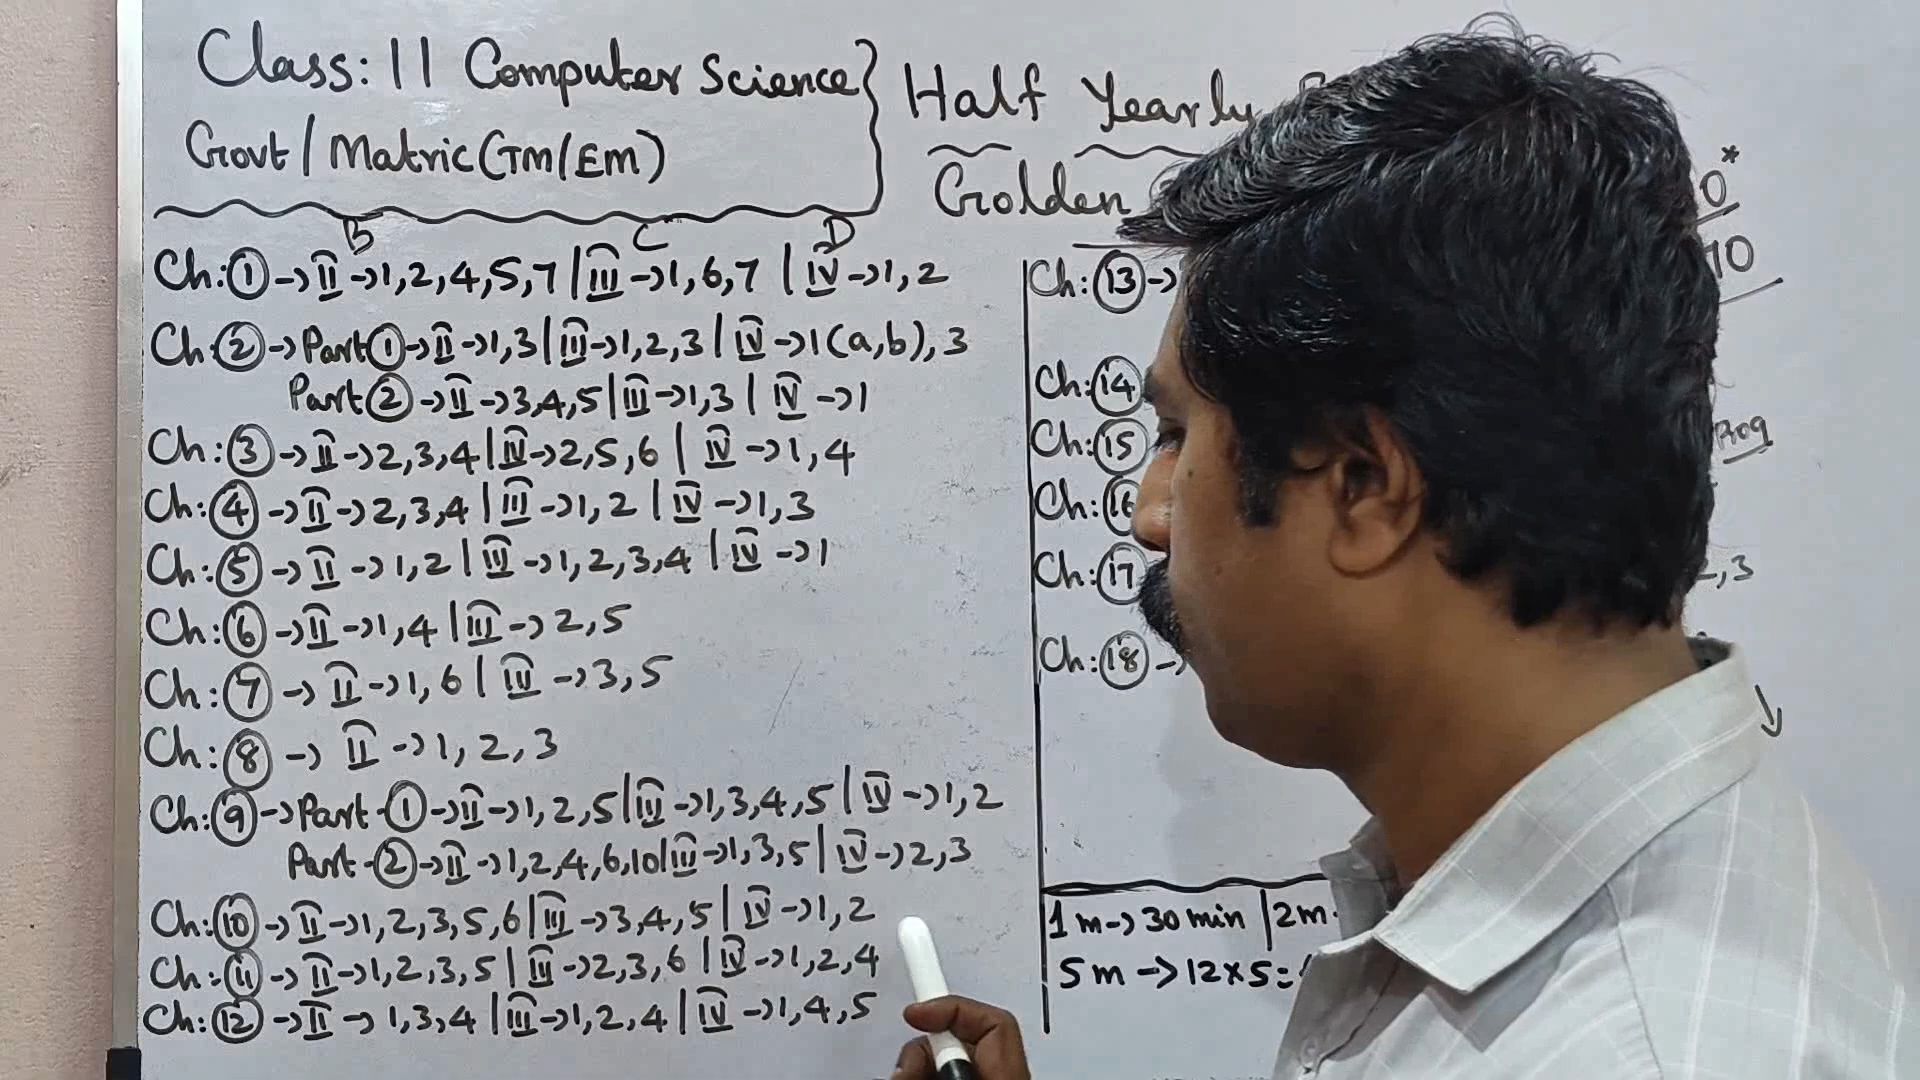 Class: 11 Computer Science
Govt / Matric (TM/EM)
Half Yearly
Golden
B C D
Ch: ① -> II -> 1, 2, 4, 5, 7 | III -> 1, 6, 7 | IV -> 1, 2
Ch: ② -> Part ① -> II -> 1, 3 | III -> 1, 2, 3 | IV -> 1 (a, b), 3
Part ② -> II -> 3, 4, 5 | III -> 1, 3 | IV -> 1
Ch: ③ -> II -> 2, 3, 4 | IV -> 2, 5, 6 | IV -> 1, 4
Ch: ④ -> II -> 2, 3, 4 | III -> 1, 2 | IV -> 1, 3
Ch: ⑤ -> II -> 1, 2 | III -> 1, 2, 3, 4 | IV -> 1
Ch: ⑥ -> II -> 1, 4 | III -> 2, 5
Ch: ⑦ -> II -> 1, 6 | III -> 3, 5
Ch: ⑧ -> II -> 1, 2, 3
Ch: ⑨ -> Part - ① -> II -> 1, 2, 5 | III -> 1, 3, 4, 5 | IV -> 1, 2
Part - ② -> II -> 1, 2, 4, 6, 10 | III -> 1, 3, 5 | IV -> 2, 3
Ch: ⑩ -> II -> 1, 2, 3, 5, 6 | III -> 3, 4, 5 | IV -> 1, 2
Ch: ⑪ -> II -> 1, 2, 3, 5 | III -> 2, 3, 6 | IV -> 1, 2, 4
Ch: ⑫ -> II -> 1, 3, 4 | III -> 1, 2, 4 | IV -> 1, 4, 5
Ch: ⑬ ->
Ch: ⑭
Ch: ⑮ Prog
Ch: ⑯
Ch: ⑰ 2, 3
Ch: ⑱ ->
1 m -> 30 min | 2 m
5 m -> 12 x 5 =